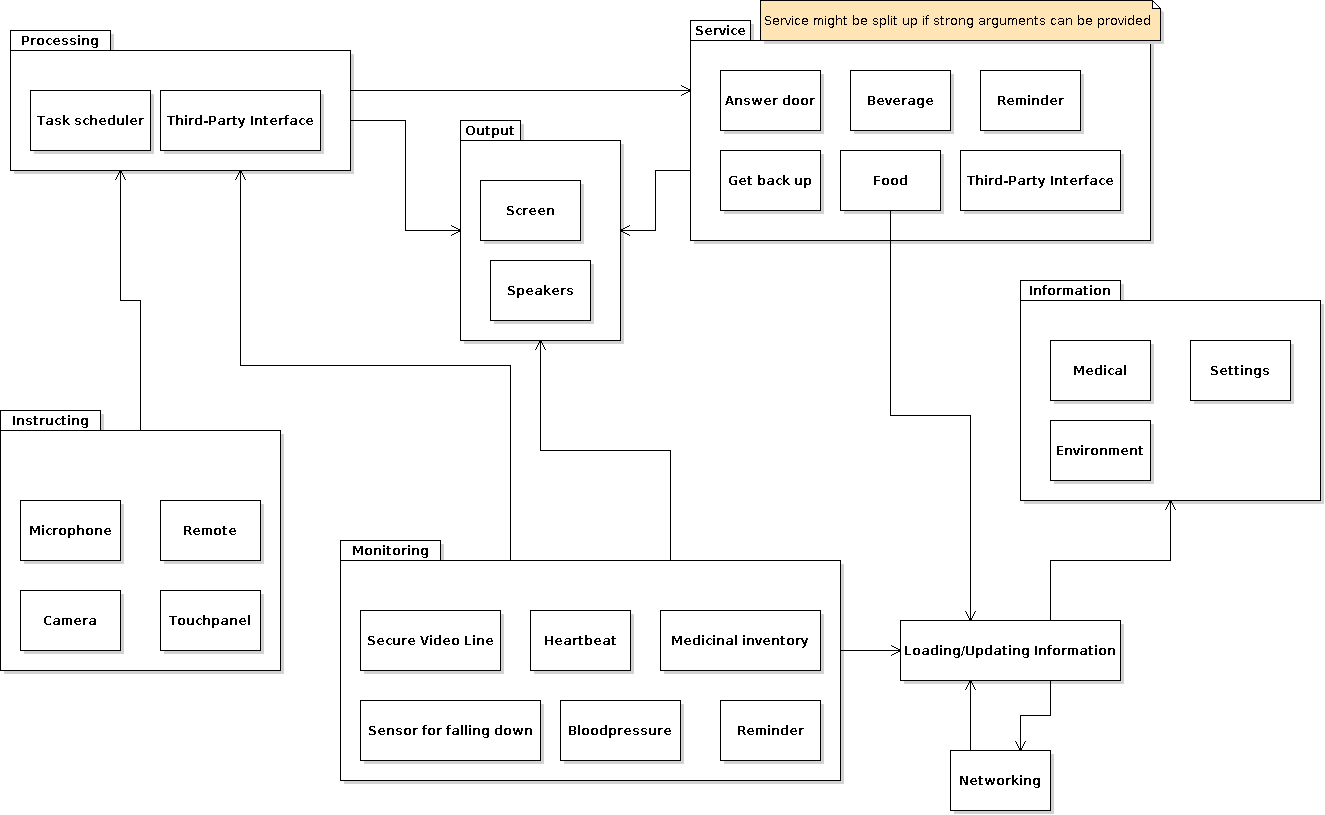 Service might be split up if strong arguments can be provided
Processing
Task scheduler
Third-Party Interface
Service
Answer door
Beverage
Reminder
Get back up
Food
Third-Party Interface
Output
Screen
Speakers
Information
Medical
Settings
Environment
Instructing
Microphone
Remote
Camera
Touchpanel
Monitoring
Secure Video Line
Heartbeat
Medicinal inventory
Sensor for falling down
Bloodpressure
Reminder
Loading/Updating Information
Networking